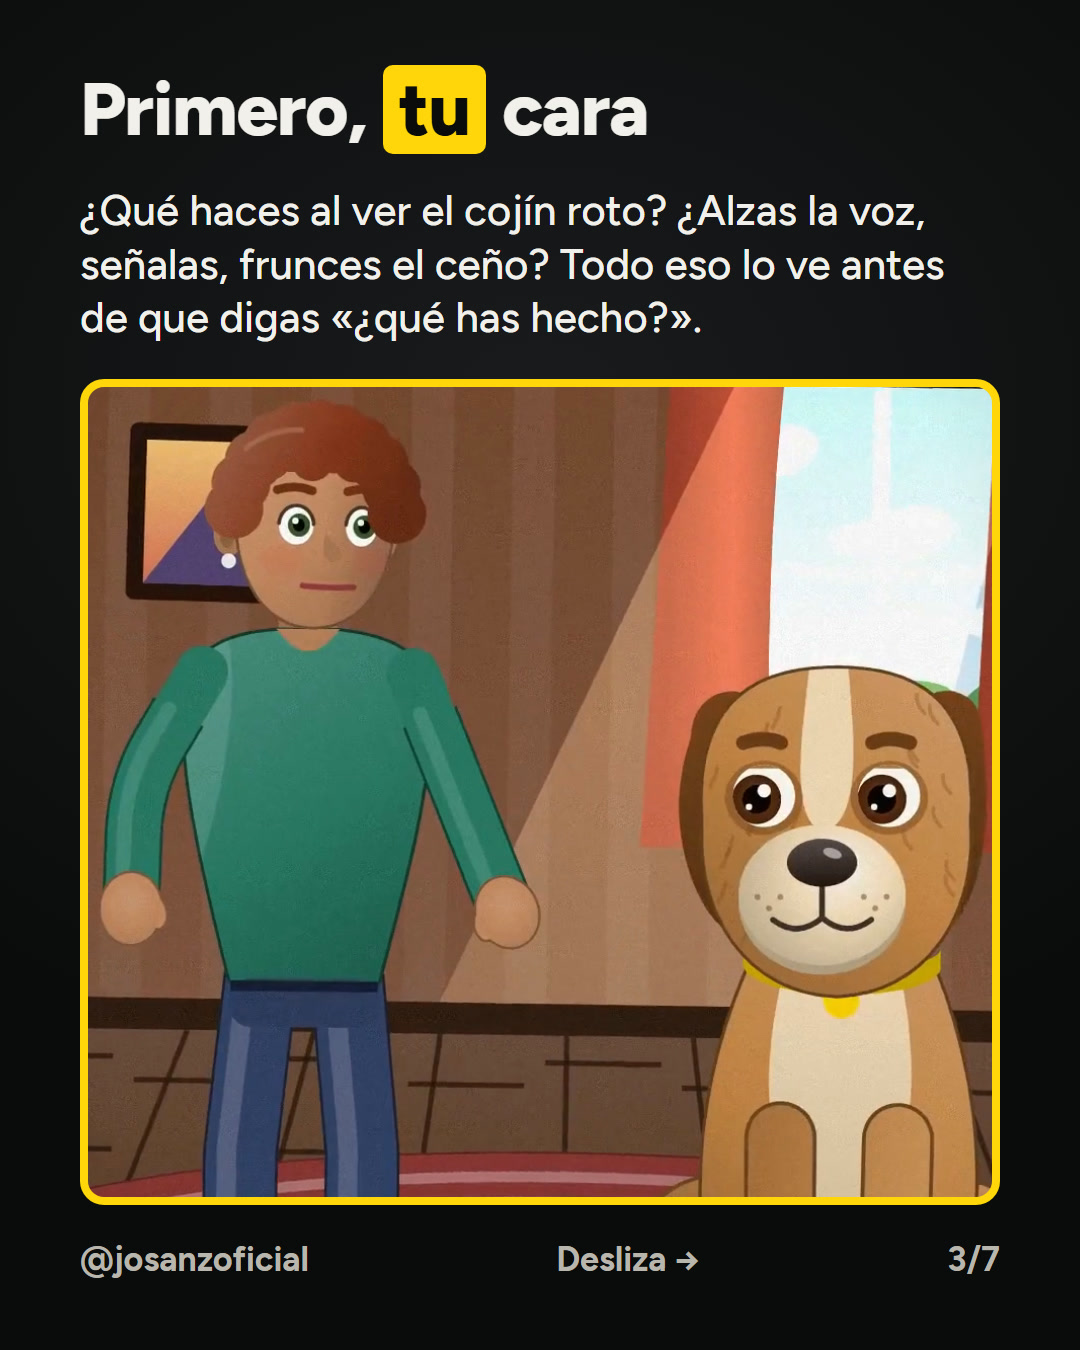 Primero, tu cara
¿Qué haces al ver el cojín roto? ¿Alzas la voz,
señalas, frunces el ceño? Todo eso lo ve antes
de que digas «¿qué has hecho?».
@josanzoficial
Desliza →
3/7